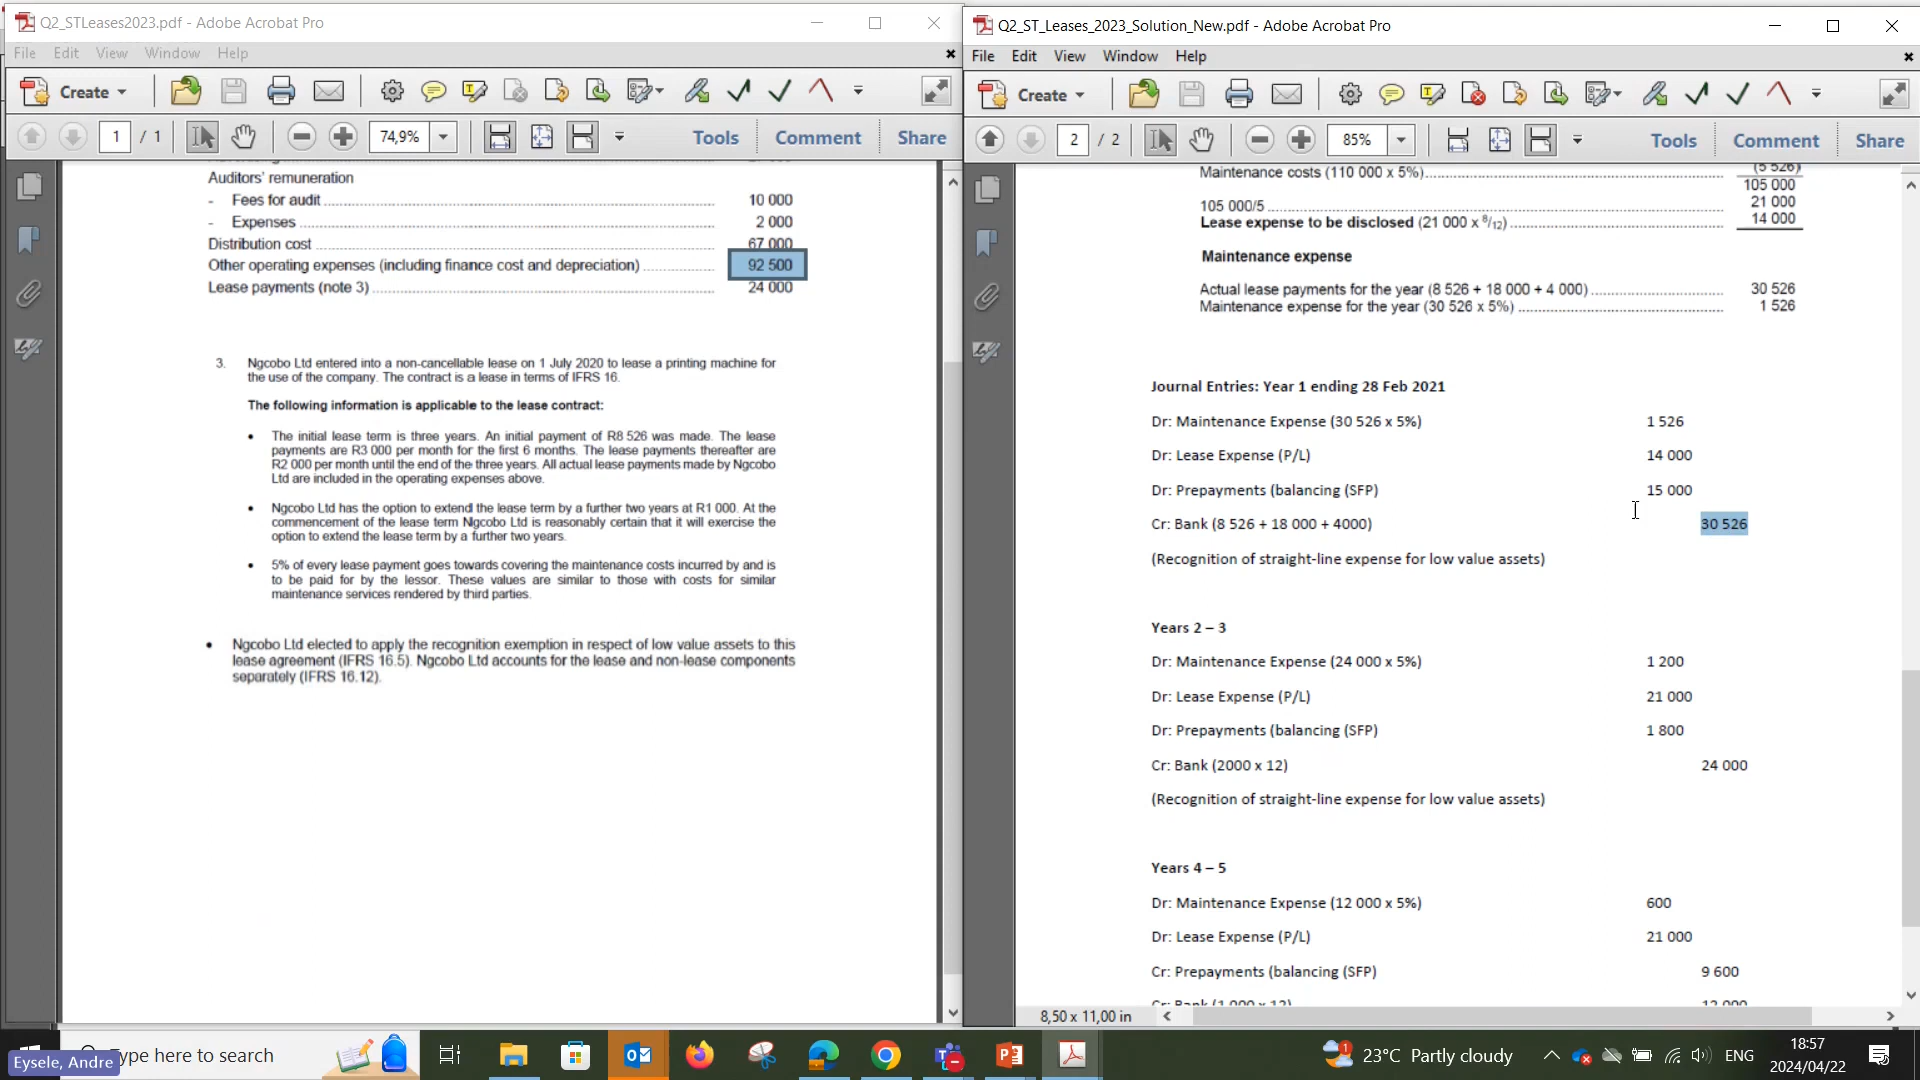 Q2_STLeases2023.pdf - Adobe Acrobat Pro
File Edit View Window Help
Create
1 / 1 74,9% Tools Comment Share
Auditors' remuneration
- Fees for audit 10 000
- Expenses 2 000
Distribution cost 67 000
Other operating expenses (including finance cost and depreciation) 92 500
Lease payments (note 3) 24 000
3. Ngcobo Ltd entered into a non-cancellable lease on 1 July 2020 to lease a printing machine for
the use of the company. The contract is a lease in terms of IFRS 16.
The following information is applicable to the lease contract:
• The initial lease term is three years. An initial payment of R8 526 was made. The lease
payments are R3 000 per month for the first 6 months. The lease payments thereafter are
R2 000 per month until the end of the three years. All actual lease payments made by Ngcobo
Ltd are included in the operating expenses above.
• Ngcobo Ltd has the option to extend the lease term by a further two years at R1 000. At the
commencement of the lease term Ngcobo Ltd is reasonably certain that it will exercise the
option to extend the lease term by a further two years.
• 5% of every lease payment goes towards covering the maintenance costs incurred by and is
to be paid for by the lessor. These values are similar to those with costs for similar
maintenance services rendered by third parties.
• Ngcobo Ltd elected to apply the recognition exemption in respect of low value assets to this
lease agreement (IFRS 16.5). Ngcobo Ltd accounts for the lease and non-lease components
separately (IFRS 16.12).
Q2_ST_Leases_2023_Solution_New.pdf - Adobe Acrobat Pro
File Edit View Window Help
Create
2 / 2 85% Tools Comment Share
Maintenance costs (110 000 x 5%) (5 526)
105 000
105 000/5 21 000
Lease expense to be disclosed (21 000 x 8/12) 14 000
Maintenance expense
Actual lease payments for the year (8 526 + 18 000 + 4 000) 30 526
Maintenance expense for the year (30 526 x 5%) 1 526
Journal Entries: Year 1 ending 28 Feb 2021
Dr: Maintenance Expense (30 526 x 5%) 1 526
Dr: Lease Expense (P/L) 14 000
Dr: Prepayments (balancing (SFP) 15 000
Cr: Bank (8 526 + 18 000 + 4000) 30 526
(Recognition of straight-line expense for low value assets)
Years 2 – 3
Dr: Maintenance Expense (24 000 x 5%) 1 200
Dr: Lease Expense (P/L) 21 000
Dr: Prepayments (balancing (SFP) 1 800
Cr: Bank (2000 x 12) 24 000
(Recognition of straight-line expense for low value assets)
Years 4 – 5
Dr: Maintenance Expense (12 000 x 5%) 600
Dr: Lease Expense (P/L) 21 000
Cr: Prepayments (balancing (SFP) 9 600
Cr: Bank (1 000 x 12) 12 000
8,50 x 11,00 in
Eysele, Andre
ype here to search
23°C Partly cloudy
ENG
18:57
2024/04/22